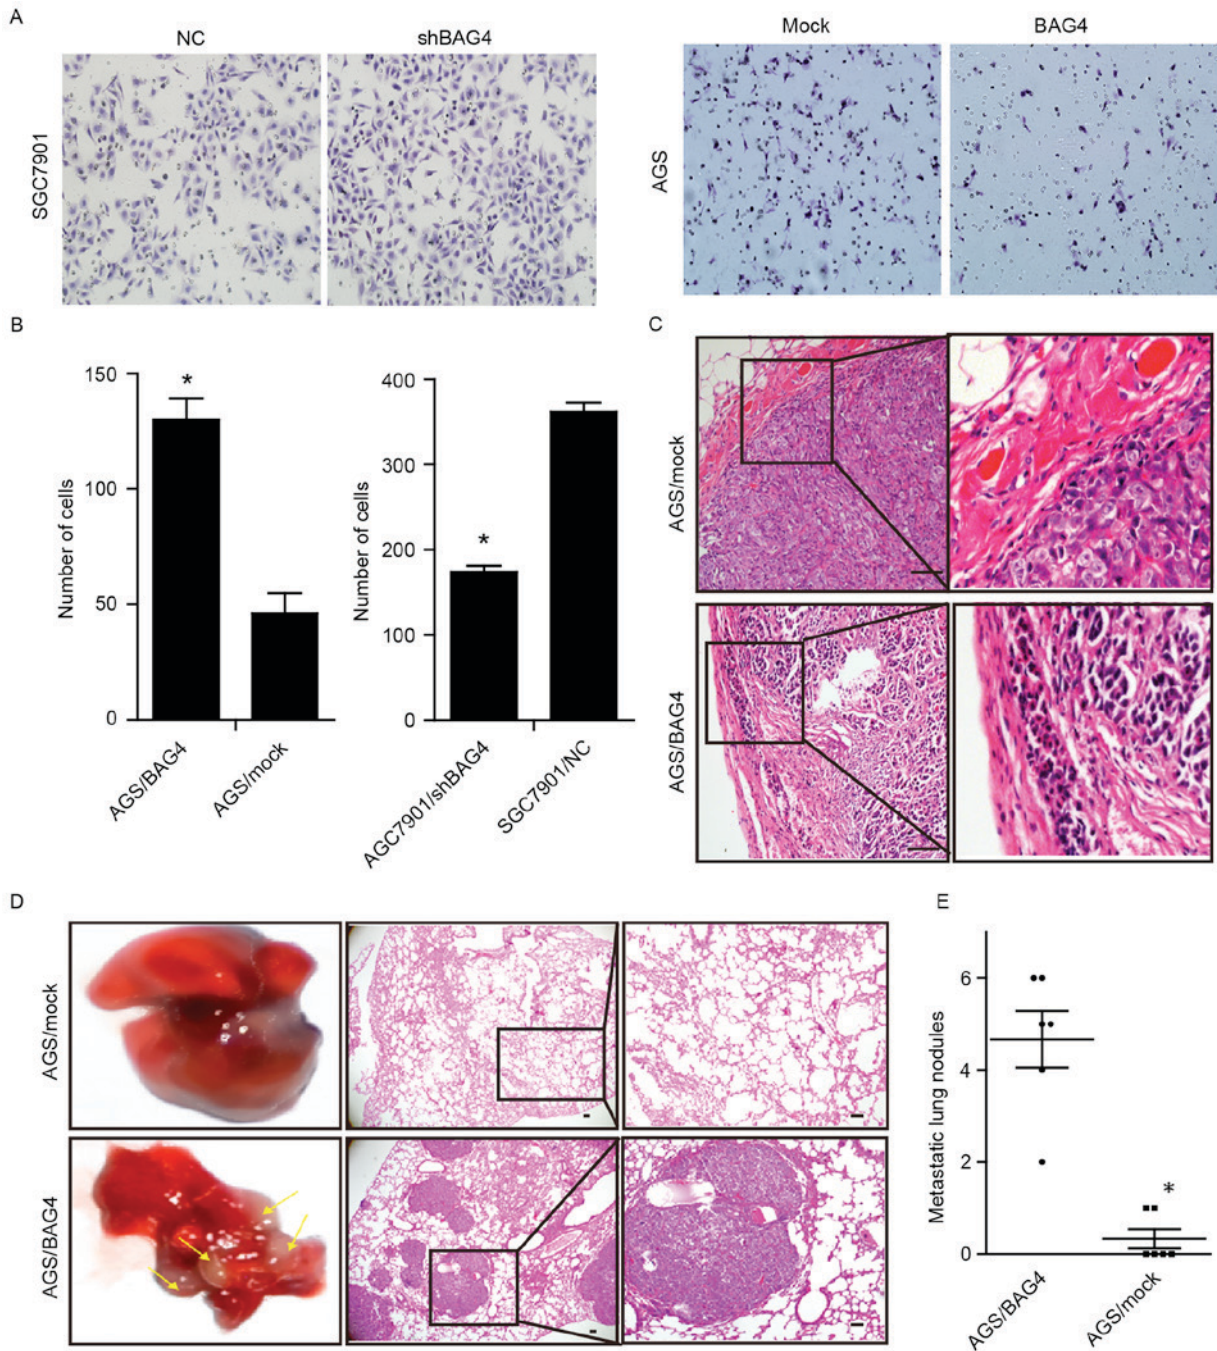 A
NC
shBAG4
Mock
BAG4
SGC7901
AGS
B
150
100
50
0
Number of cells
*
AGS/BAG4
AGS/mock
400
300
200
100
0
Number of cells
*
AGC7901/shBAG4
SGC7901/NC
C
AGS/mock
AGS/BAG4
D
AGS/mock
AGS/BAG4
E
6
4
2
0
Metastatic lung nodules
*
AGS/BAG4
AGS/mock